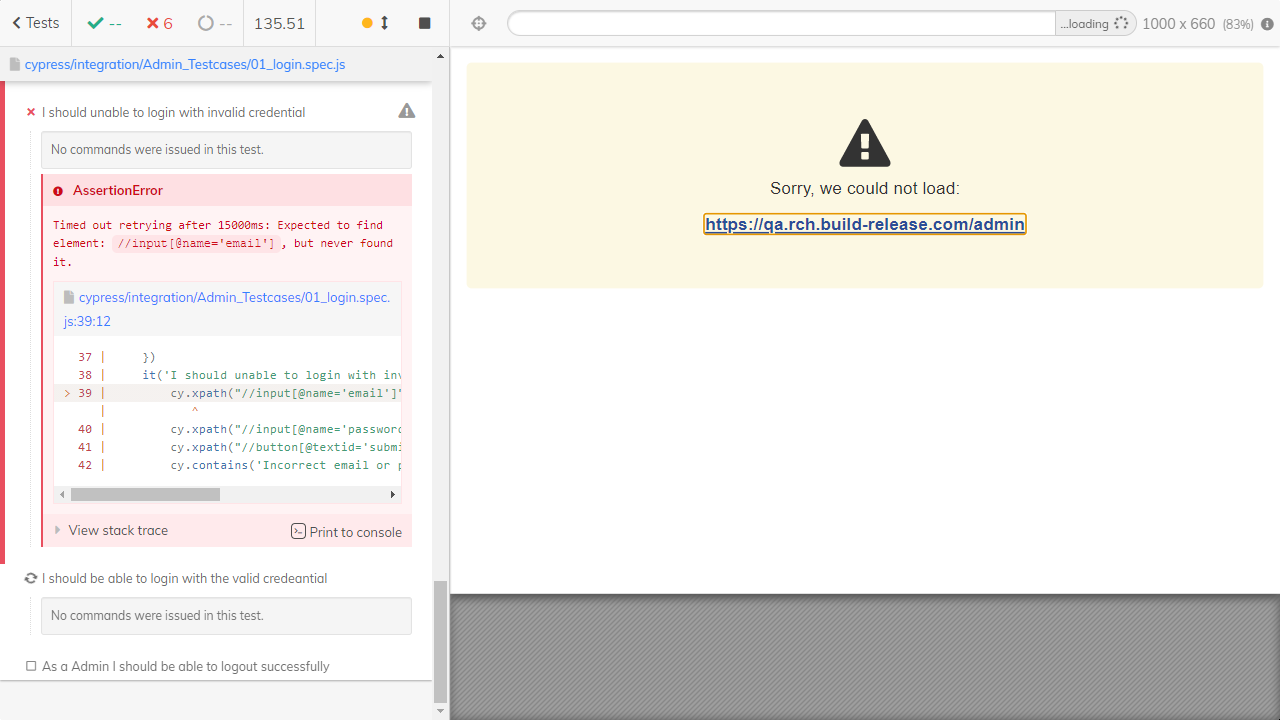 Tests
--
6
--
135.51
...loading
1000 x 660 (83%)
cypress/integration/Admin_Testcases/01_login.spec.js
I should unable to login with invalid credential
No commands were issued in this test.
AssertionError
Timed out retrying after 15000ms: Expected to find
element: //input[@name='email'] , but never found
it.
cypress/integration/Admin_Testcases/01_login.spec.
js:39:12
37 | })
38 | it('I should unable to login with inv
> 39 | cy.xpath("//input[@name='email']"
| ^
40 | cy.xpath("//input[@name='password
41 | cy.xpath("//button[@textid='submi
42 | cy.contains('Incorrect email or p
View stack trace
Print to console
I should be able to login with the valid credeantial
No commands were issued in this test.
As a Admin I should be able to logout successfully
Sorry, we could not load:
https://qa.rch.build-release.com/admin